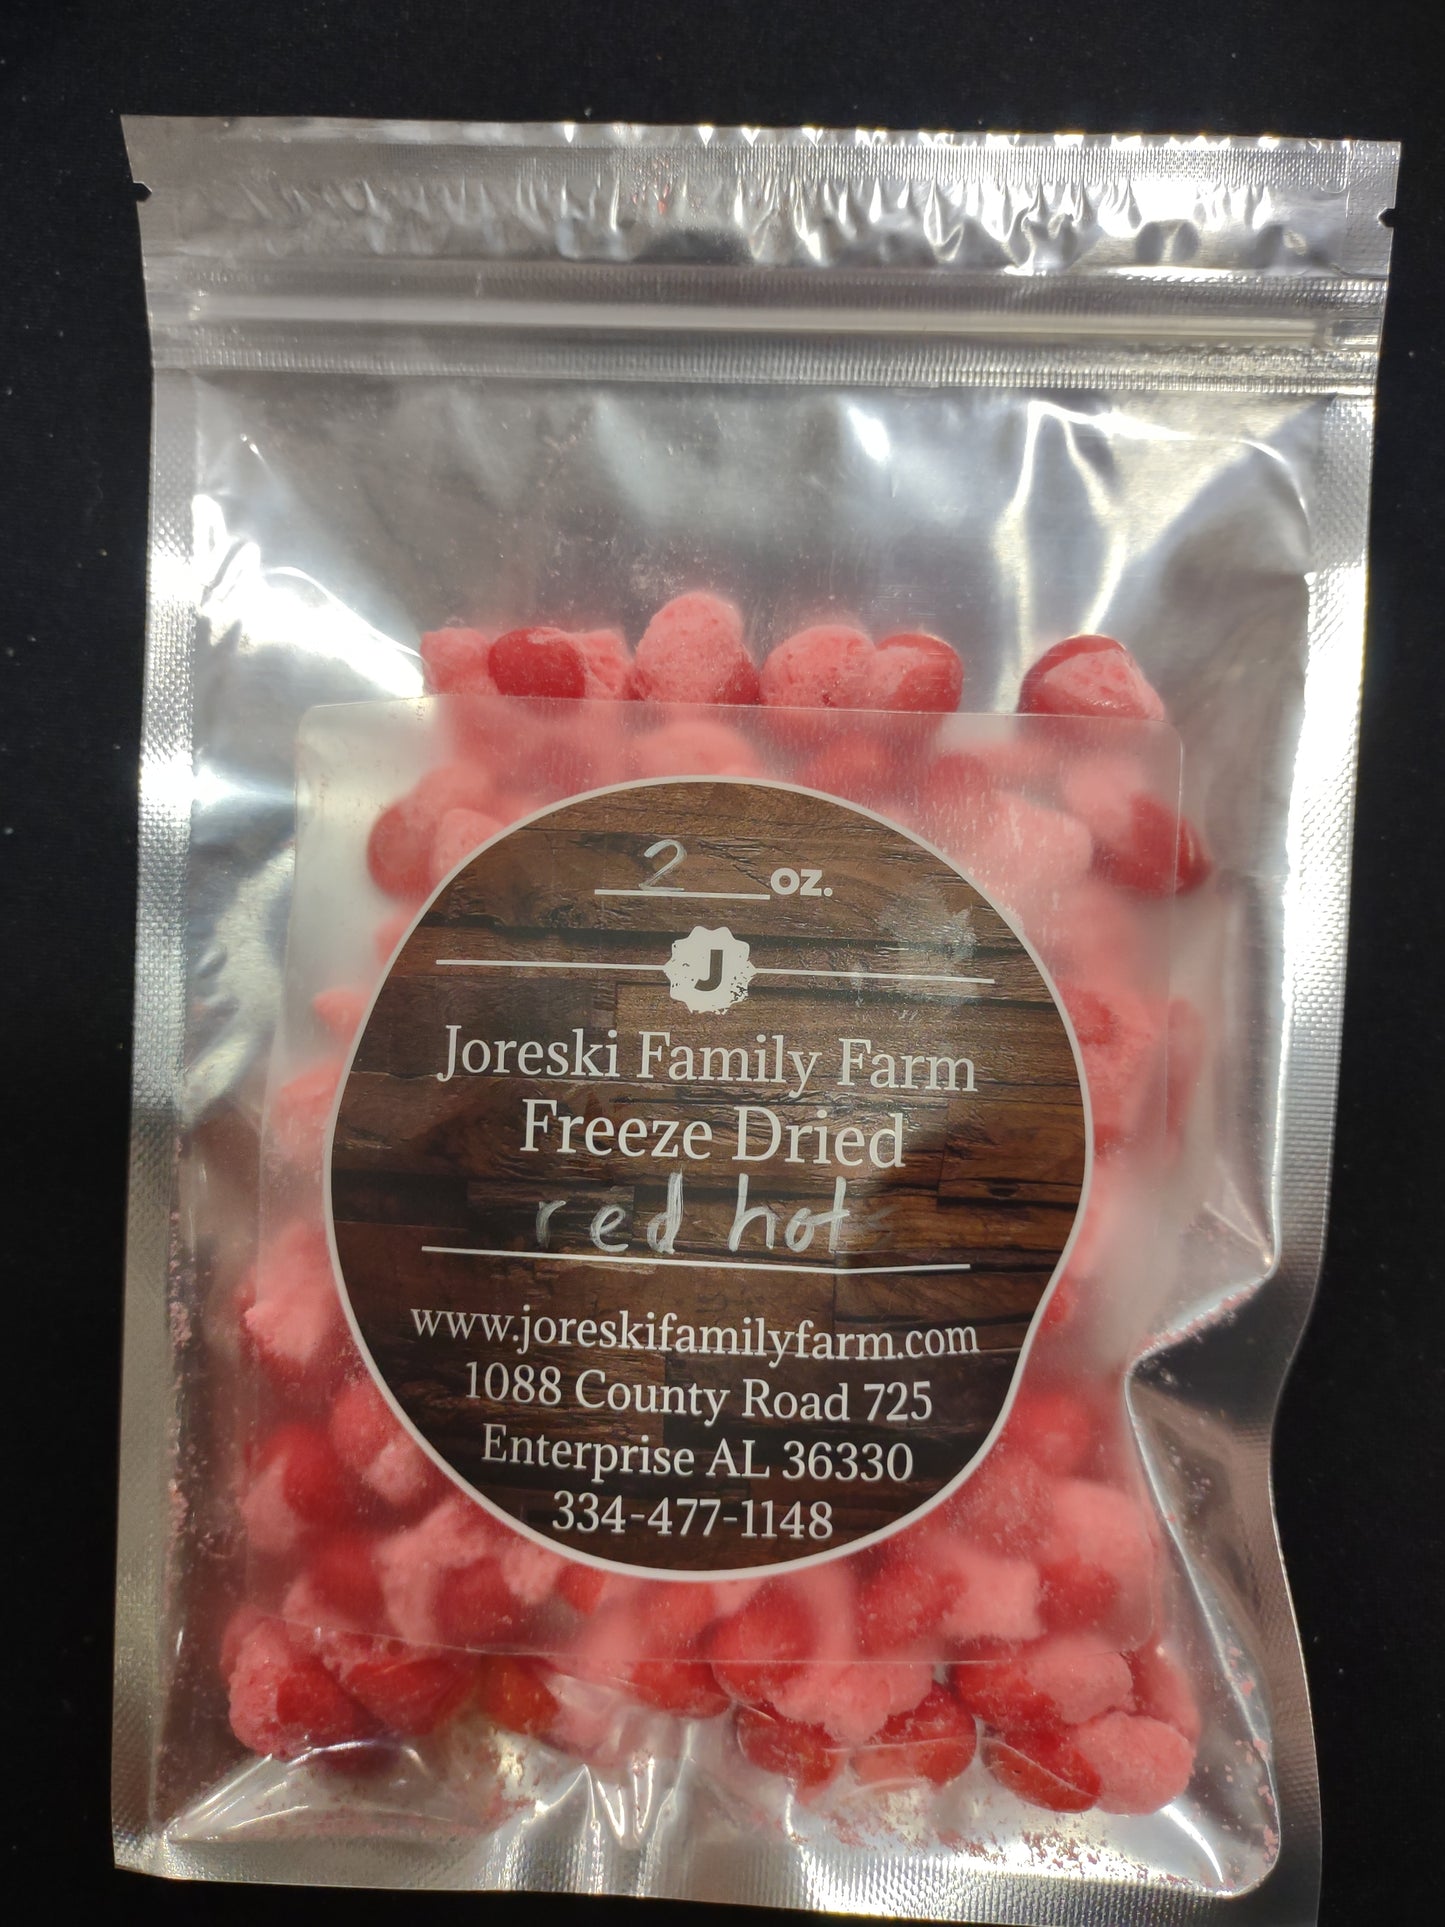 2 oz.
J
Joreski Family Farm
Freeze Dried
red hot
www.joreskifamilyfarm.com
1088 County Road 725
Enterprise AL 36330
334-477-1148